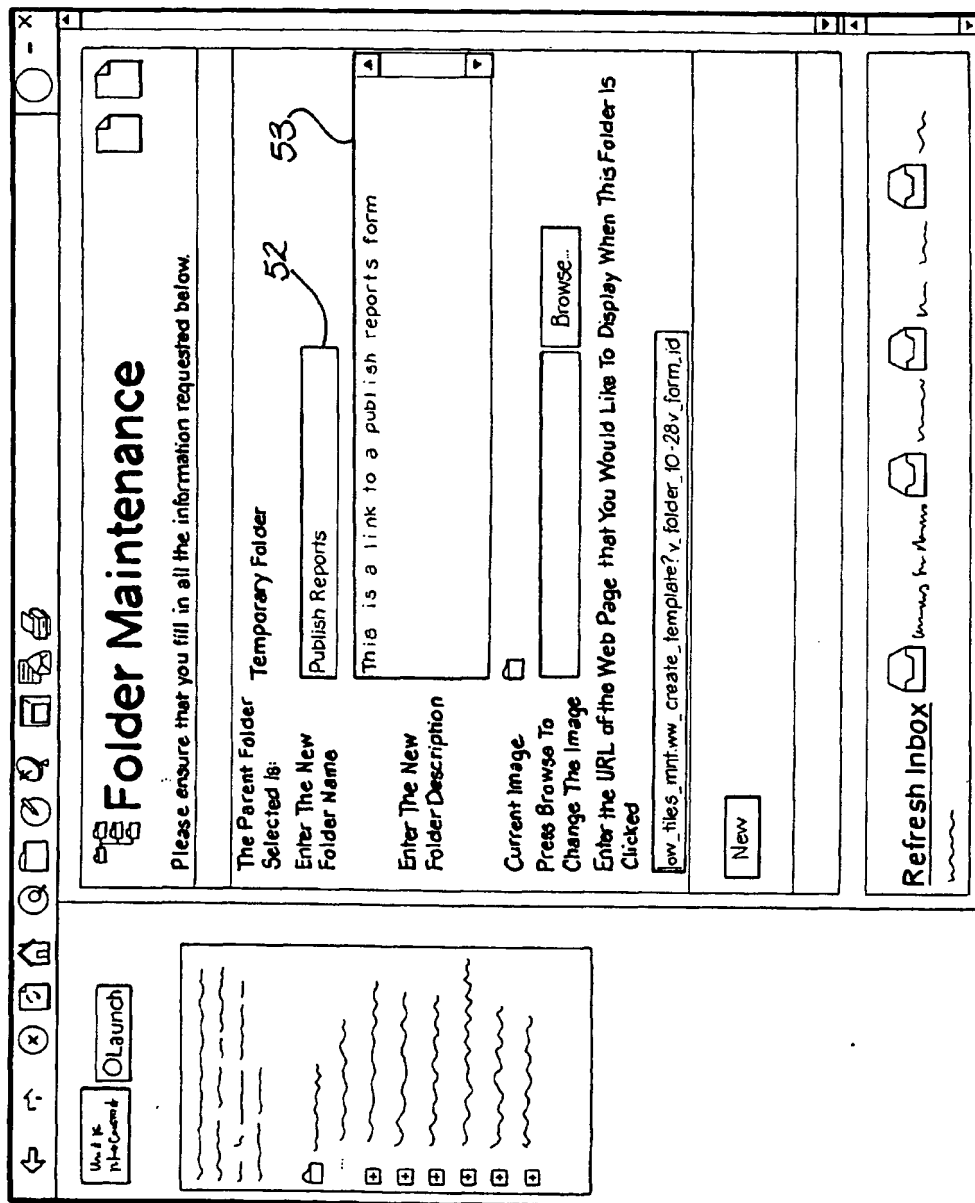 Launch
Folder Maintenance
Please ensure that you fill in all the information requested below.
The Parent Folder
Selected Is:
Temporary Folder
Enter The New
Folder Name
Publish Reports
52
53
Enter The New
Folder Description
This is a link to a publish reports form
Current Image
Press Browse To
Change The Image
Browse...
Enter the URL of the Web Page that You Would Like To Display When This Folder Is
Clicked
low_tiles_mnt.ww_create_template?v_folder_10-28v_form_id
New
Refresh Inbox